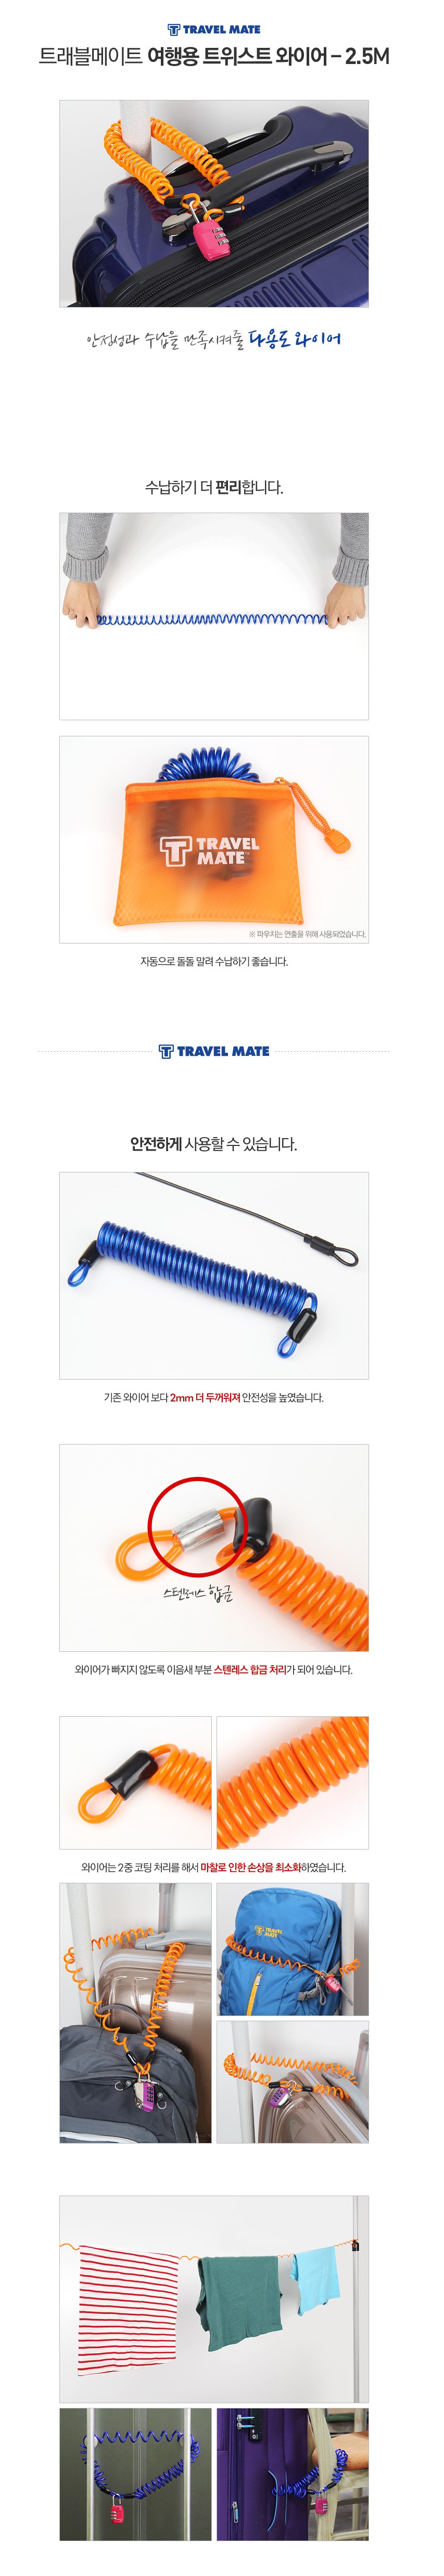 TRAVEL MATE
트래블메이트 여행용 트위스트 와이어 – 2.5M
안전성과 수납을 만족시켜줄 다용도 와이어
수납하기 더 편리합니다.
TRAVEL
MATE
※ 파우치는 연출을 위해 사용되었습니다.
자동으로 돌돌 말려 수납하기 좋습니다.
TRAVEL MATE
안전하게 사용할 수 있습니다.
기존 와이어 보다 2mm 더 두꺼워져 안전성을 높였습니다.
스텐레스 합금
와이어가 빠지지 않도록 이음새 부분 스텐레스 합금 처리가 되어 있습니다.
와이어는 2중 코팅 처리를 해서 마찰로 인한 손상을 최소화하였습니다.
TRAVEL
MATE